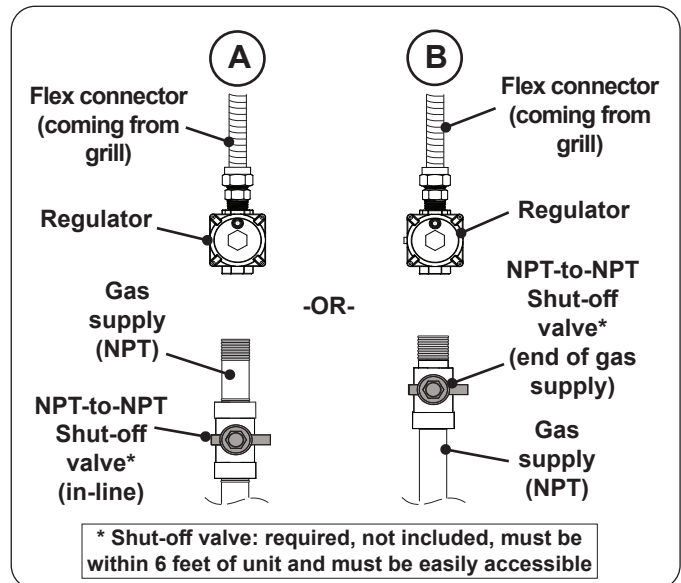 A
Flex connector
(coming from
grill)
Regulator
Gas
supply
(NPT)
NPT-to-NPT
Shut-off
valve*
(in-line)
-OR-
B
Flex connector
(coming from
grill)
Regulator
NPT-to-NPT
Shut-off
valve*
(end of gas
supply)
Gas
supply
(NPT)
* Shut-off valve: required, not included, must be
within 6 feet of unit and must be easily accessible